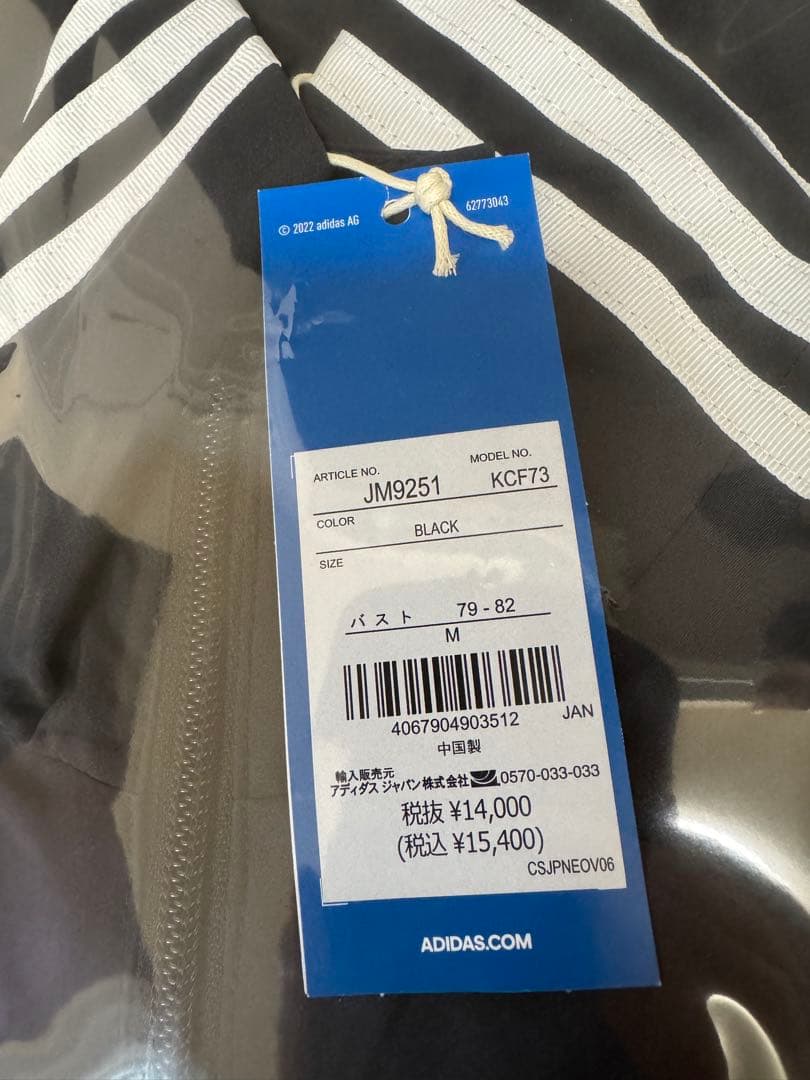 © 2022 adidas AG
62773043
ARTICLE NO. JM9251 MODEL NO. KCF73
COLOR BLACK
SIZE
バスト 79 - 82
M
4067904903512 JAN
中国製
輸入販売元
アディダス ジャパン株式会社 0570-033-033
税抜 ¥14,000
(税込 ¥15,400)
CSJPNEOV06
ADIDAS.COM